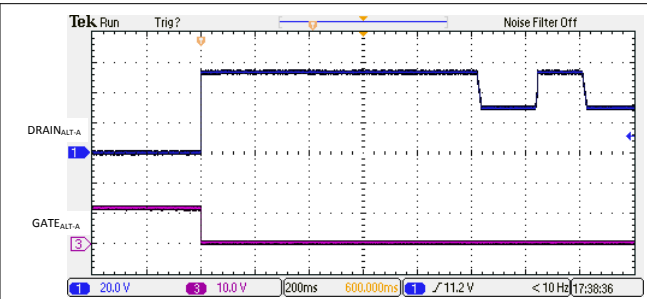 Tek Run Trig? Noise Filter Off
T
T
DRAINALT-A
1
GATEALT-A
3
1 20.0 V 3 10.0 V 200ms 600.000ms 1 ∫ 11.2 V < 10 Hz 17:38:36